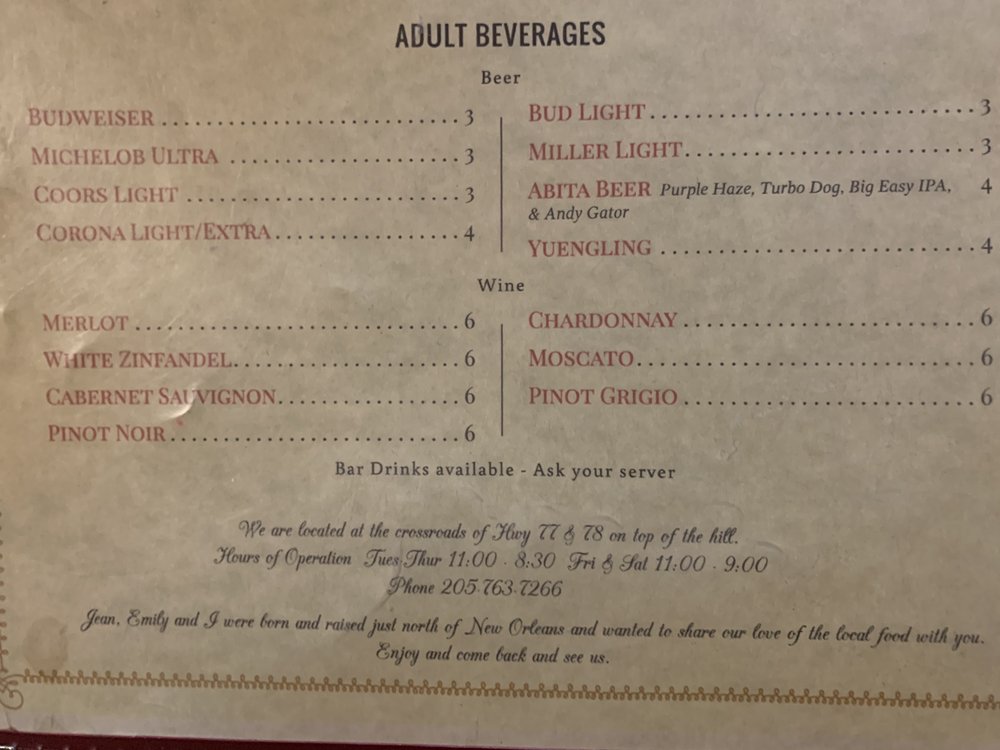 ADULT BEVERAGES
Beer
BUDWEISER . . . . . . . . . . . . . . . . . . . . . . . . . . . . . . . . . 3
MICHELOB ULTRA . . . . . . . . . . . . . . . . . . . . . . . . . . 3
COORS LIGHT . . . . . . . . . . . . . . . . . . . . . . . . . . . . . . 3
CORONA LIGHT/EXTRA . . . . . . . . . . . . . . . . . . . . 4
BUD LIGHT . . . . . . . . . . . . . . . . . . . . . . . . . . . . . . . . . 3
MILLER LIGHT . . . . . . . . . . . . . . . . . . . . . . . . . . . . . 3
ABITA BEER Purple Haze, Turbo Dog, Big Easy IPA, 4
& Andy Gator
YUENGLING . . . . . . . . . . . . . . . . . . . . . . . . . . . . . . . . 4
Wine
MERLOT . . . . . . . . . . . . . . . . . . . . . . . . . . . . . . . . . . . 6
WHITE ZINFANDEL . . . . . . . . . . . . . . . . . . . . . . . . 6
CABERNET SAUVIGNON . . . . . . . . . . . . . . . . . . . 6
PINOT NOIR . . . . . . . . . . . . . . . . . . . . . . . . . . . . . . . 6
CHARDONNAY . . . . . . . . . . . . . . . . . . . . . . . . . . . . . 6
MOSCATO . . . . . . . . . . . . . . . . . . . . . . . . . . . . . . . . . . 6
PINOT GRIGIO . . . . . . . . . . . . . . . . . . . . . . . . . . . . . 6
Bar Drinks available - Ask your server
We are located at the crossroads of Hwy 77 & 78 on top of the hill.
Hours of Operation Tues-Thur 11:00 - 8:30 Fri & Sat 11:00 - 9:00
Phone 205-763-7266
Jean, Emily and I were born and raised just north of New Orleans and wanted to share our love of the local food with you.
Enjoy and come back and see us.